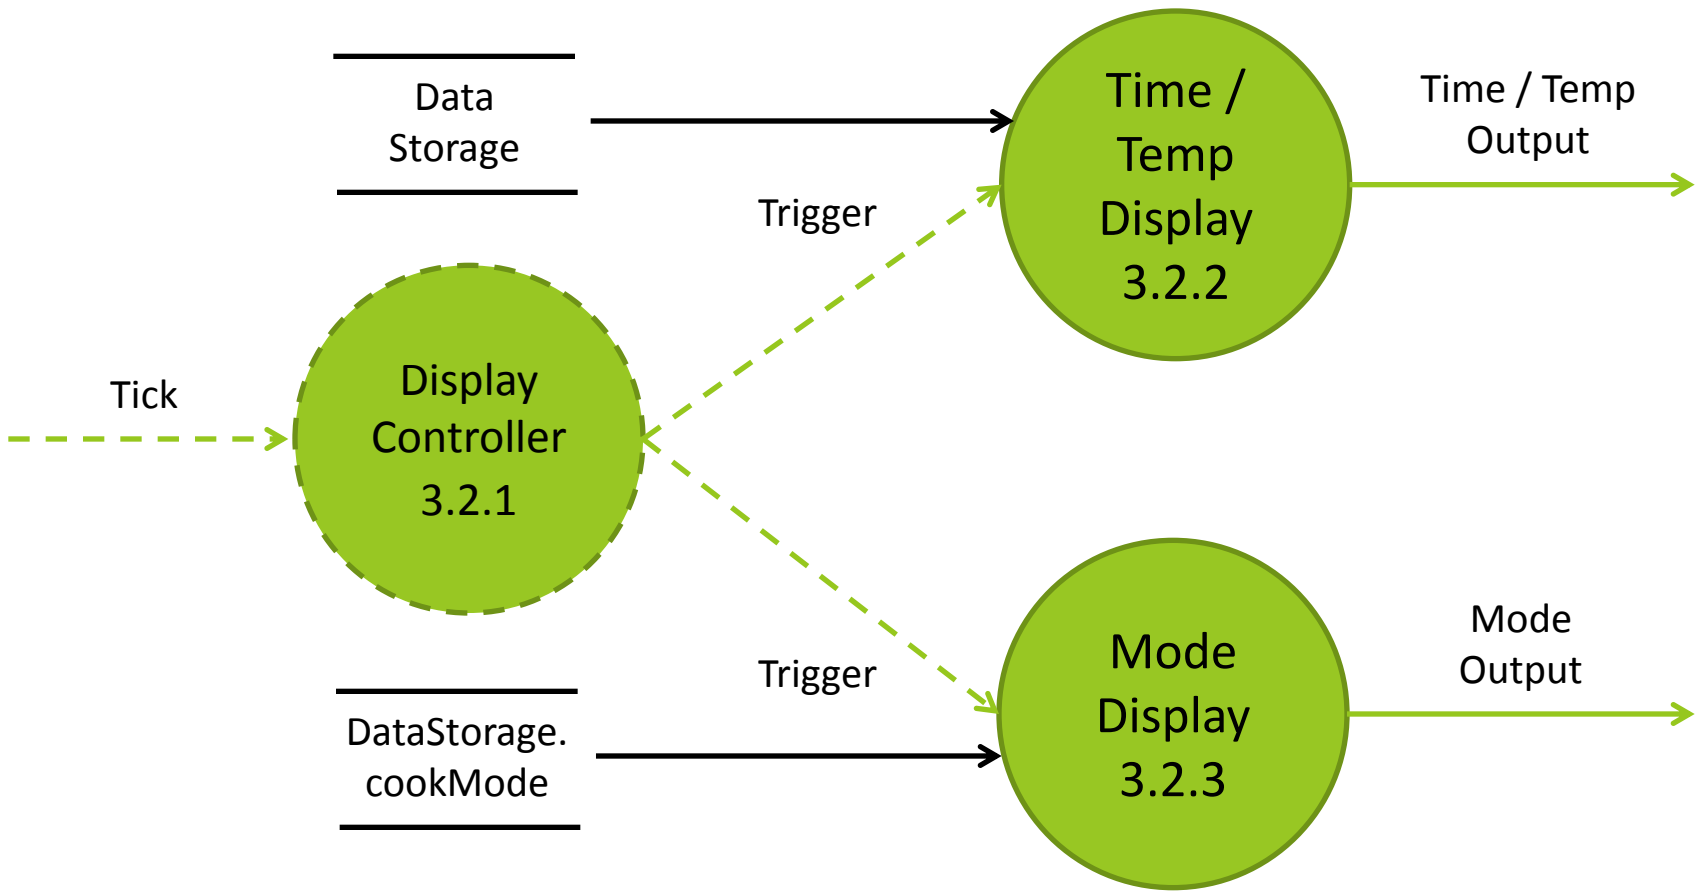 Data
Storage
Time /
Temp
Display
3.2.2
Time / Temp
Output
Trigger
Tick
Display
Controller
3.2.1
Trigger
DataStorage.
cookMode
Mode
Display
3.2.3
Mode
Output